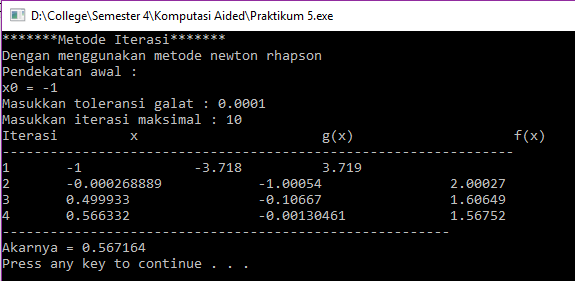 D:\College\Semester 4\Komputasi Aided\Praktikum 5.exe
*******Metode Iterasi*******
Dengan menggunakan metode newton rhapson
Pendekatan awal :
x0 = -1
Masukkan toleransi galat : 0.0001
Masukkan iterasi maksimal : 10
Iterasi x g(x) f(x)
----------------------------------------------------------------
1 -1 -3.718 3.719
2 -0.000268889 -1.00054 2.00027
3 0.499933 -0.10667 1.60649
4 0.566332 -0.00130461 1.56752
--------------------------------------------------------
Akarnya = 0.567164
Press any key to continue . . .